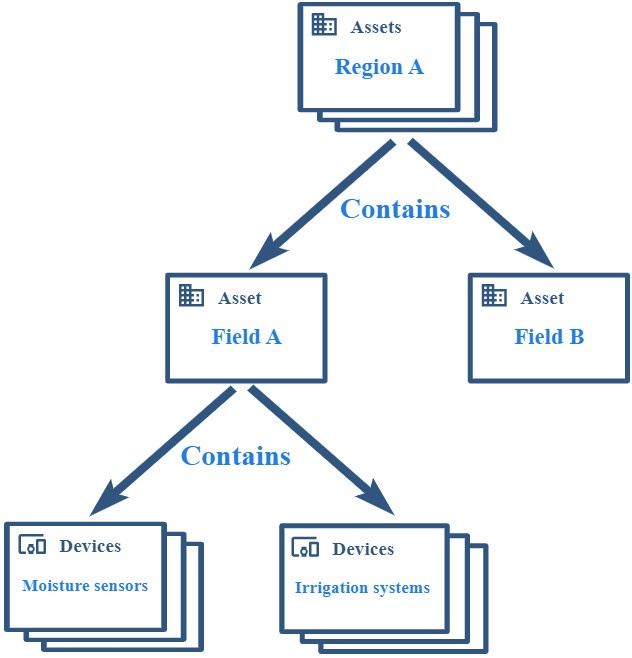 Assets
Region A
Contains
Asset
Field A
Asset
Field B
Contains
Devices
Moisture sensors
Devices
Irrigation systems